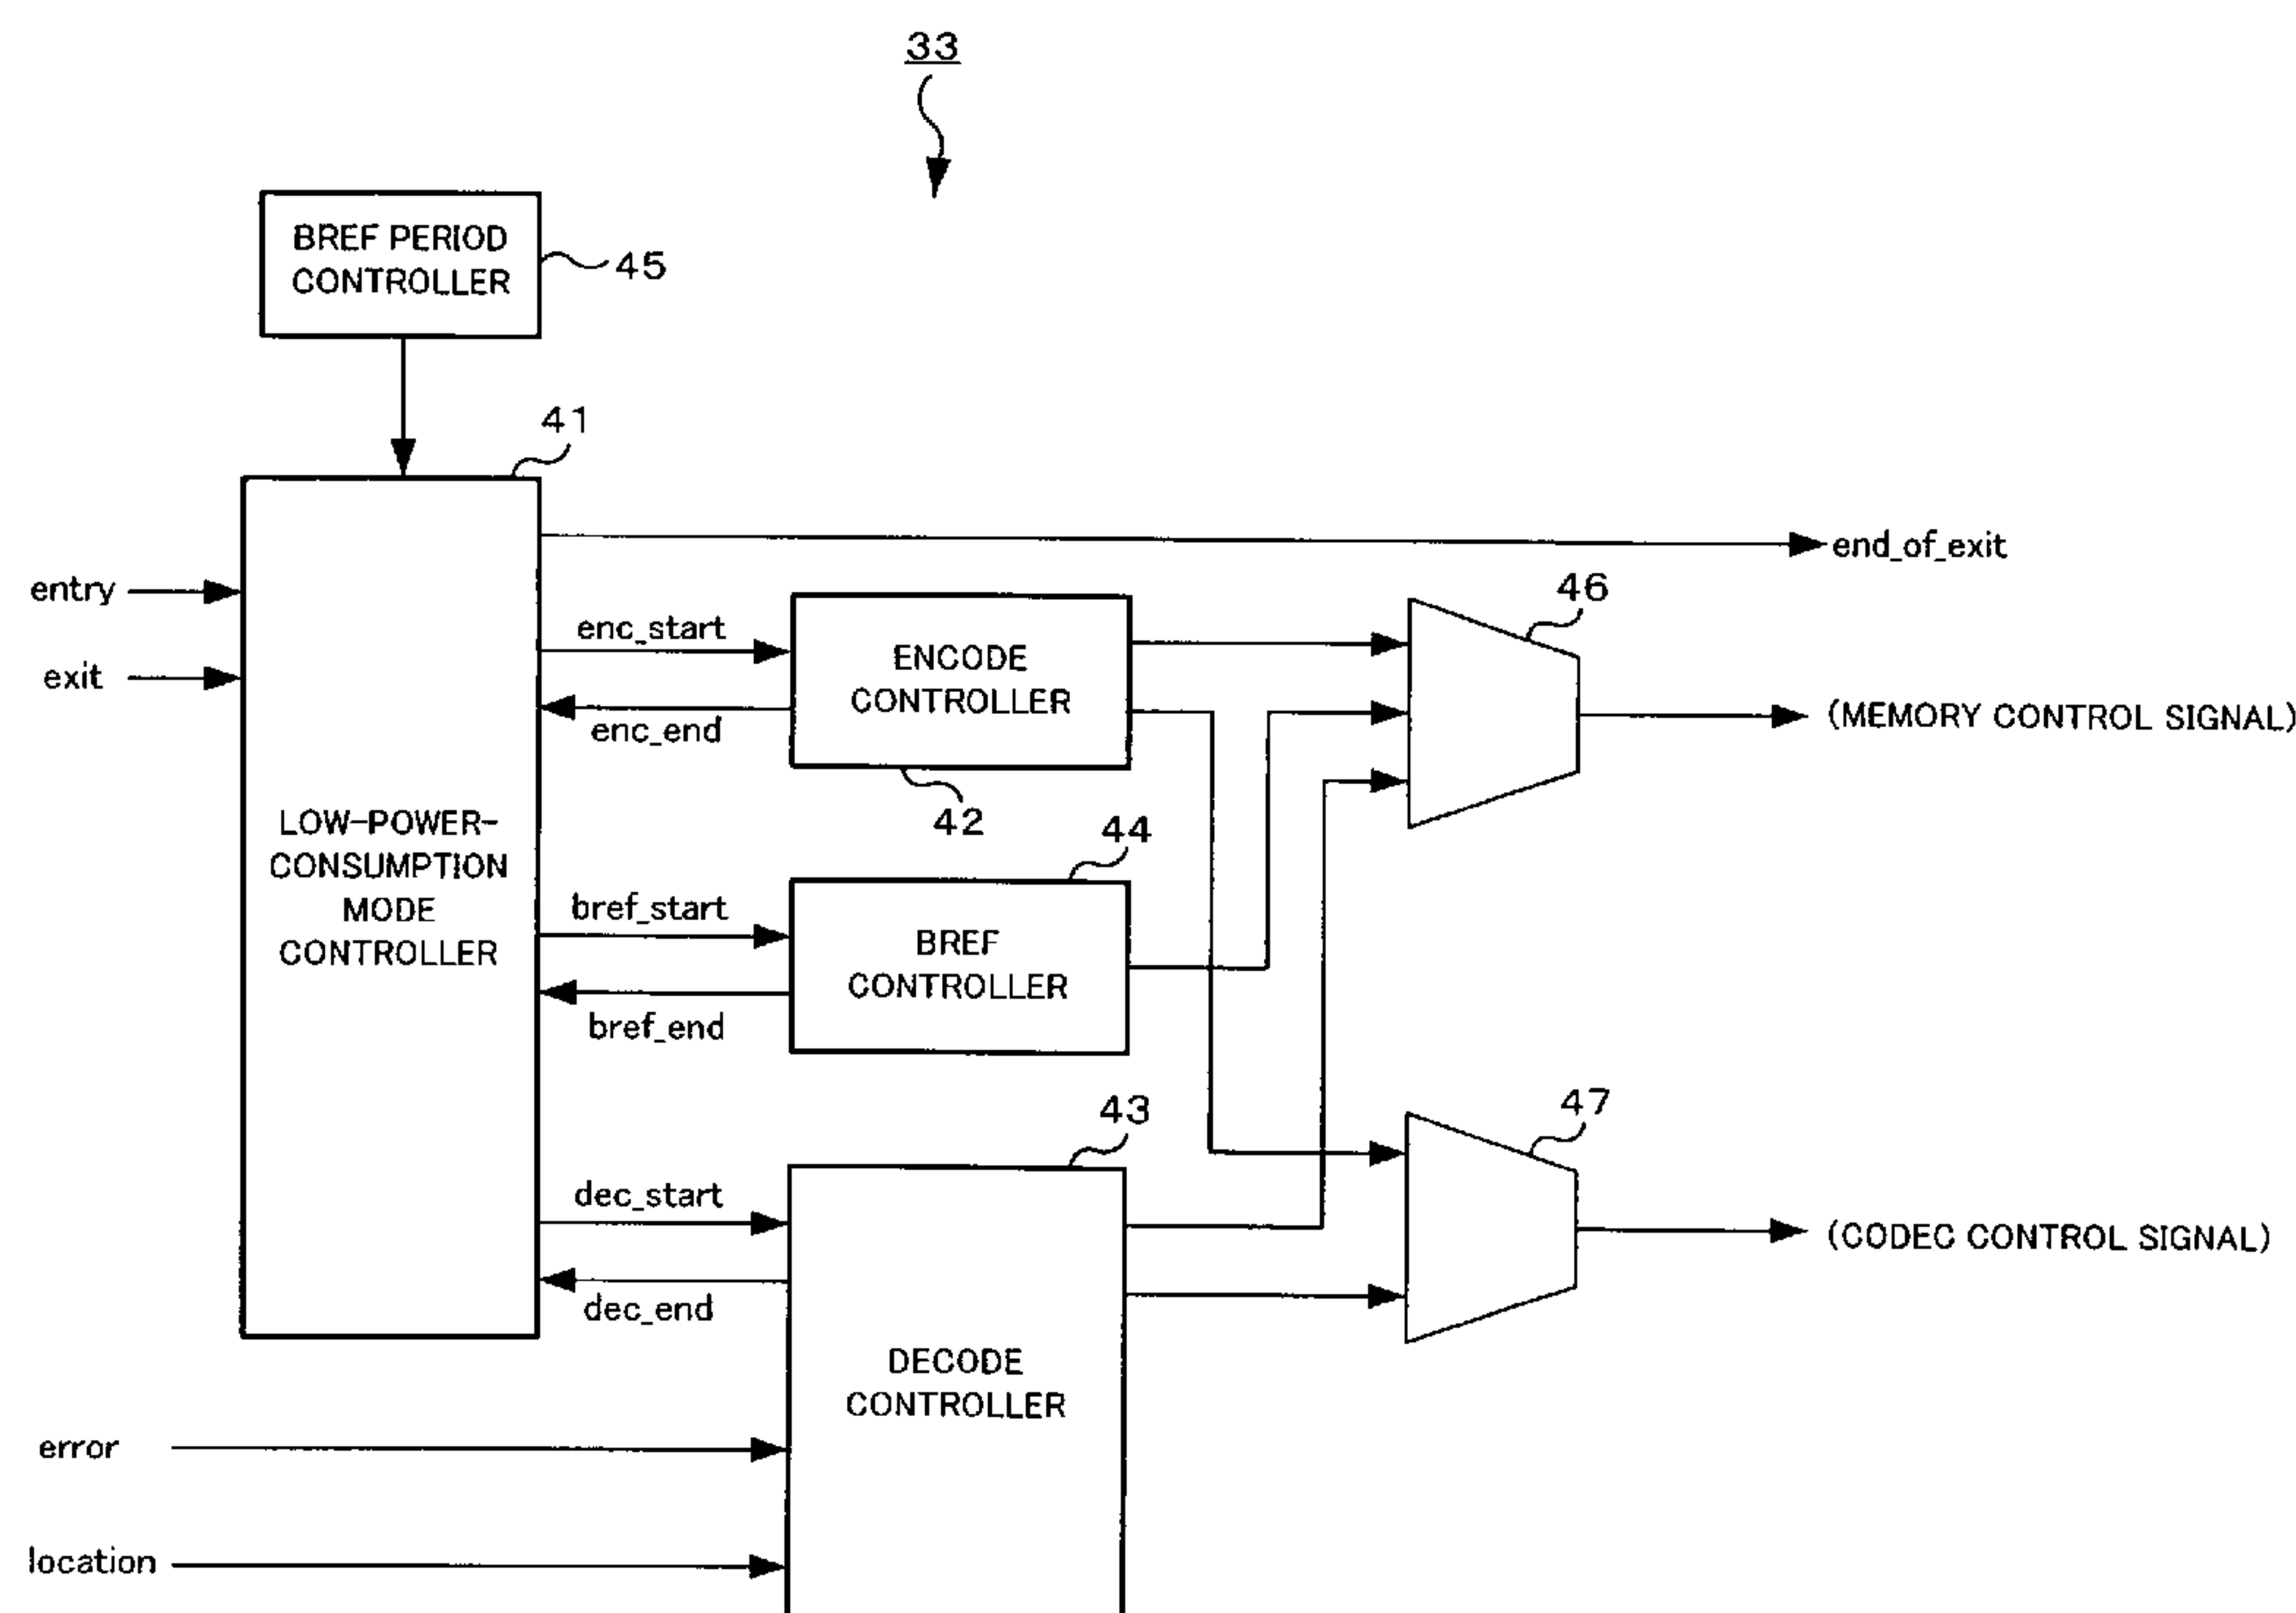 33
BREF PERIOD
CONTROLLER
45
41
entry
exit
LOW-POWER-
CONSUMPTION
MODE
CONTROLLER
end_of_exit
enc_start
enc_end
ENCODE
CONTROLLER
42
46
(MEMORY CONTROL SIGNAL)
44
bref_start
bref_end
BREF
CONTROLLER
43
dec_start
dec_end
DECODE
CONTROLLER
47
(CODEC CONTROL SIGNAL)
error
location